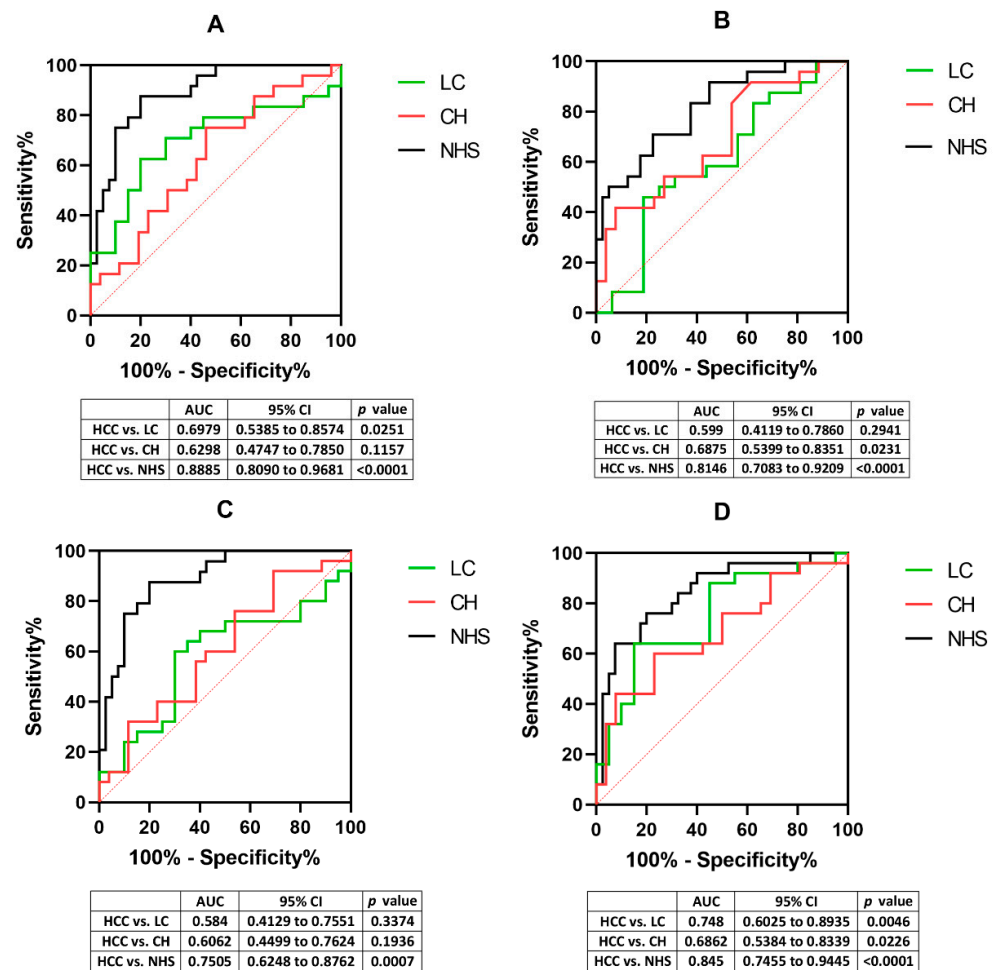 A
Sensitivity%
100
80
60
40
20
0
0 20 40 60 80 100
100% - Specificity%
LC
CH
NHS
AUC 95% CI p value
HCC vs. LC 0.6979 0.5385 to 0.8574 0.0251
HCC vs. CH 0.6298 0.4747 to 0.7850 0.1157
HCC vs. NHS 0.8885 0.8090 to 0.9681 <0.0001
B
Sensitivity%
100
80
60
40
20
0
0 20 40 60 80 100
100% - Specificity%
LC
CH
NHS
AUC 95% CI p value
HCC vs. LC 0.599 0.4119 to 0.7860 0.2941
HCC vs. CH 0.6875 0.5399 to 0.8351 0.0231
HCC vs. NHS 0.8146 0.7083 to 0.9209 <0.0001
C
Sensitivity%
100
80
60
40
20
0
0 20 40 60 80 100
100% - Specificity%
LC
CH
NHS
AUC 95% CI p value
HCC vs. LC 0.584 0.4129 to 0.7551 0.3374
HCC vs. CH 0.6062 0.4499 to 0.7624 0.1936
HCC vs. NHS 0.7505 0.6248 to 0.8762 0.0007
D
Sensitivity%
100
80
60
40
20
0
0 20 40 60 80 100
100% - Specificity%
LC
CH
NHS
AUC 95% CI p value
HCC vs. LC 0.748 0.6025 to 0.8935 0.0046
HCC vs. CH 0.6862 0.5384 to 0.8339 0.0226
HCC vs. NHS 0.845 0.7455 to 0.9445 <0.0001